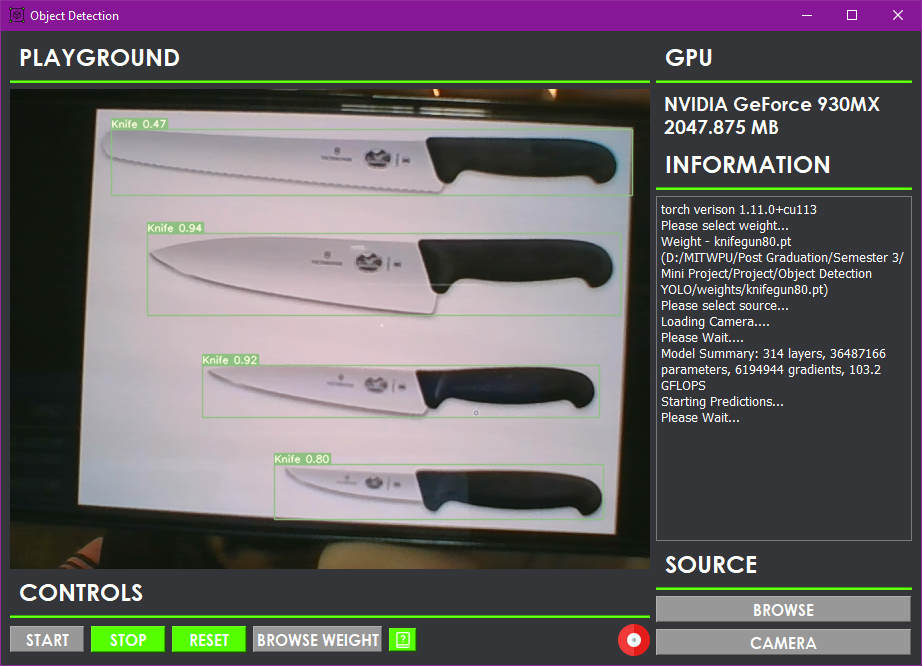 Object Detection
PLAYGROUND
Knife 0.47
Knife 0.94
Knife 0.92
Knife 0.80
CONTROLS
START
STOP
RESET
BROWSE WEIGHT
GPU
NVIDIA GeForce 930MX
2047.875 MB
INFORMATION
torch verison 1.11.0+cu113
Please select weight...
Weight - knifegun80.pt
(D:/MITWPU/Post Graduation/Semester 3/
Mini Project/Project/Object Detection
YOLO/weights/knifegun80.pt)
Please select source...
Loading Camera....
Please Wait....
Model Summary: 314 layers, 36487166
parameters, 6194944 gradients, 103.2
GFLOPS
Starting Predictions...
Please Wait...
SOURCE
BROWSE
CAMERA